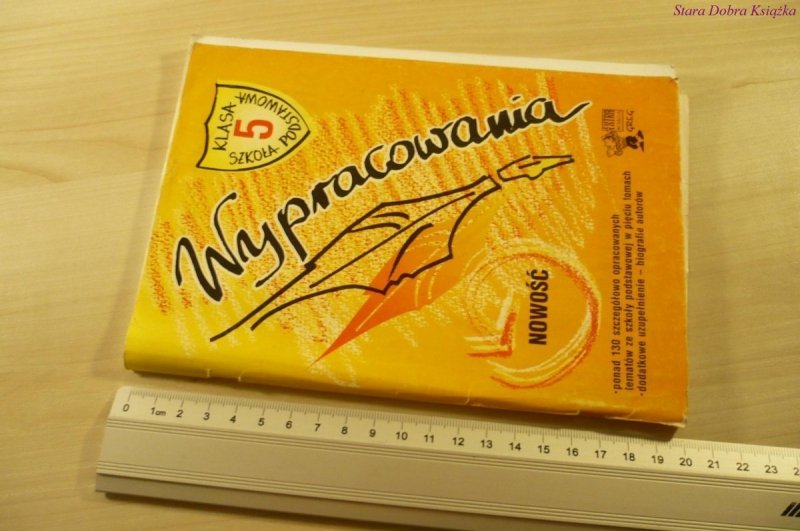 Stara Dobra Książka
KLASA
5
SZKOŁA PODSTAWOWA
Wypracowania
GREG
NOWOŚĆ
•ponad 130 szczegółowo opracowanych
tematów ze szkoły podstawowej w pięciu tomach
•dodatkowe uzupełnienie – biografie autorów
0 1cm 2 3 4 5 6 7 8 9 10 11 12 13 14 15 16 17 18 19 20 21 22 23